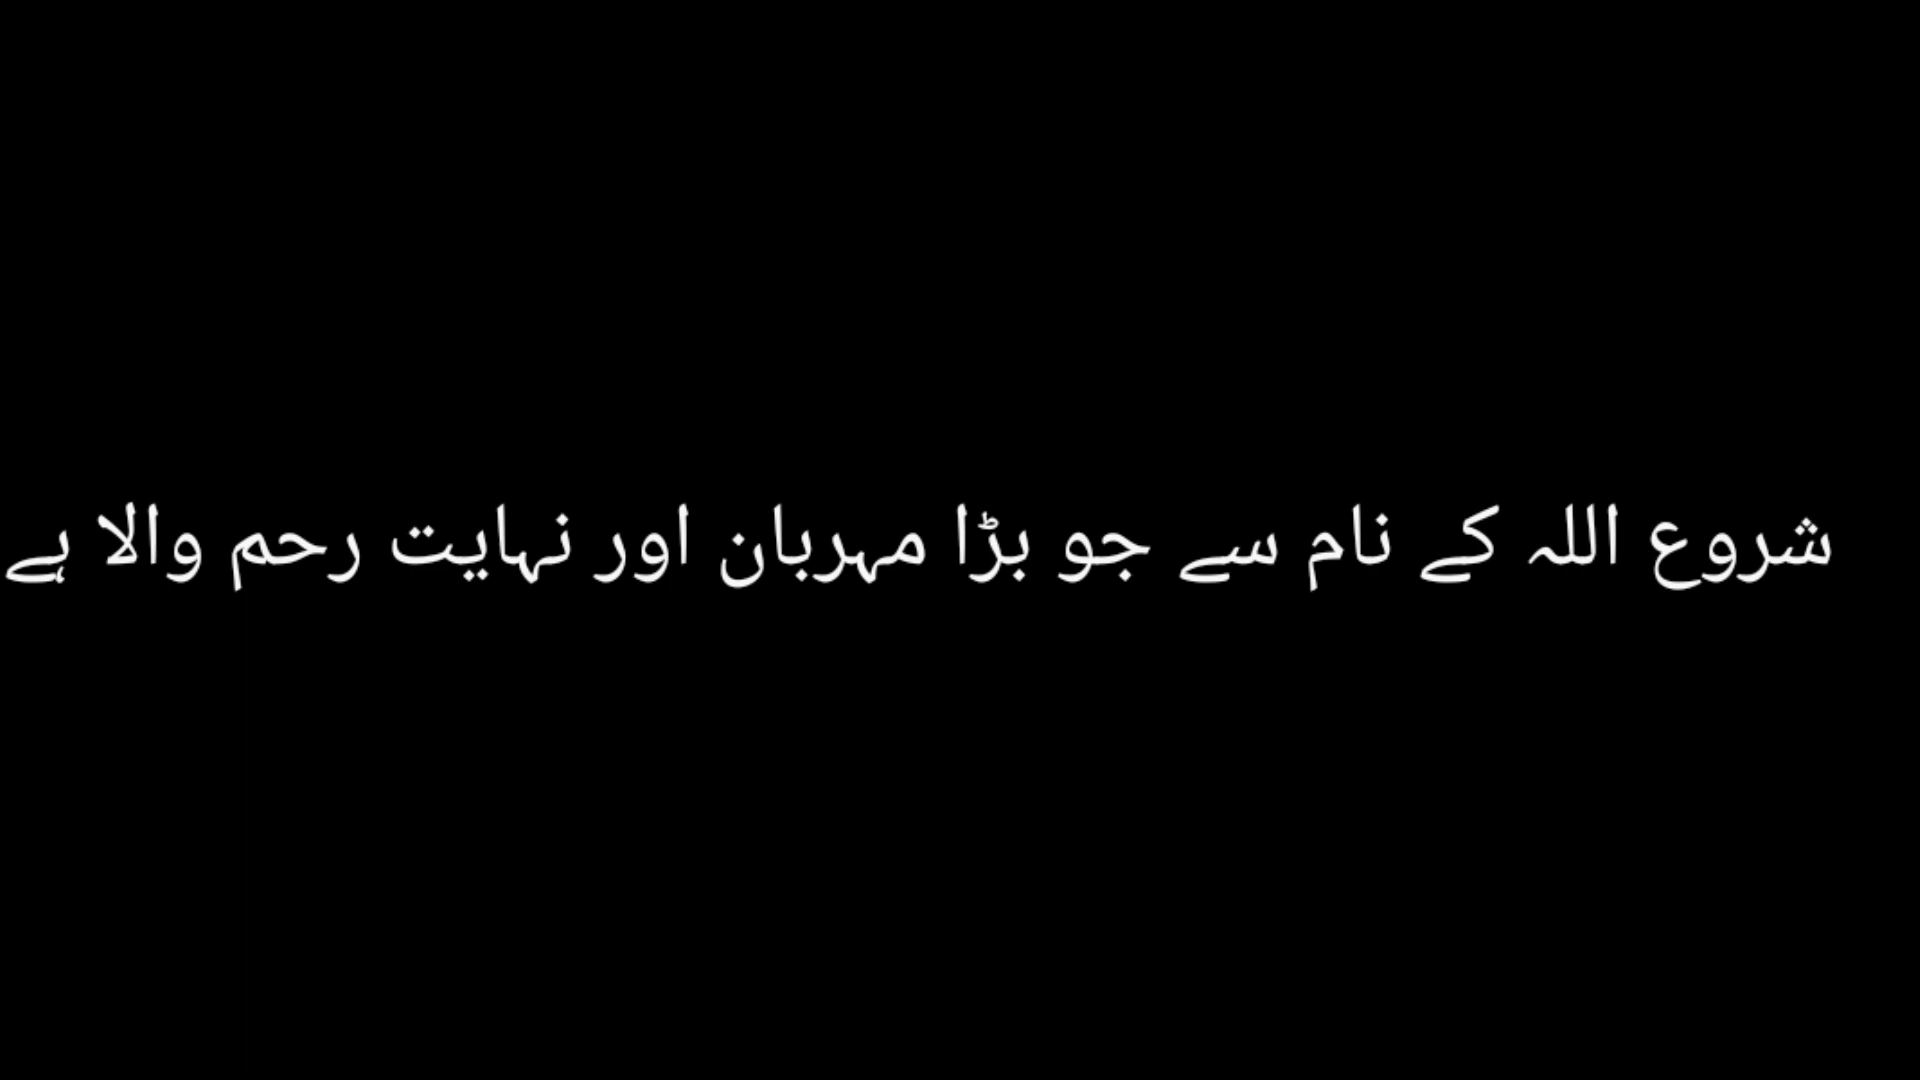 شروع اللہ کے نام سے جو بڑا مہربان اور نہایت رحم والا ہے